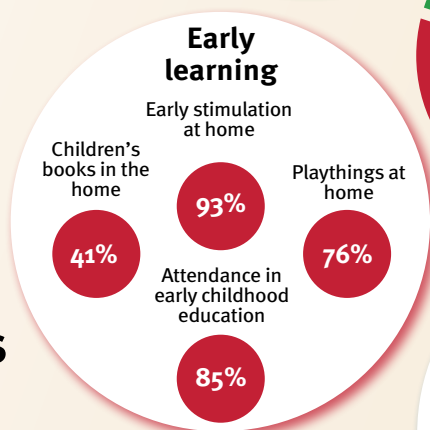 Early
learning
Early stimulation
at home
93%
Children's
books in the
home
41%
Playthings at
home
76%
Attendance in
early childhood
education
85%
s